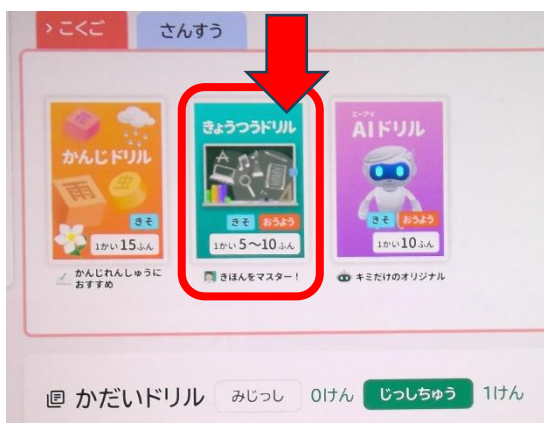 > こくご
さんすう
かんじドリル
雨
虫
きそ
1かい 15ふん
かんじれんしゅうに
おすすめ
きょうつうドリル
きそ おうよう
1かい 5～10ふん
きほんをマスター！
エーアイ
AIドリル
きそ おうよう
1かい 10ふん
キミだけのオリジナル
かだいドリル みじっし 0けん じっしちゅう 1けん